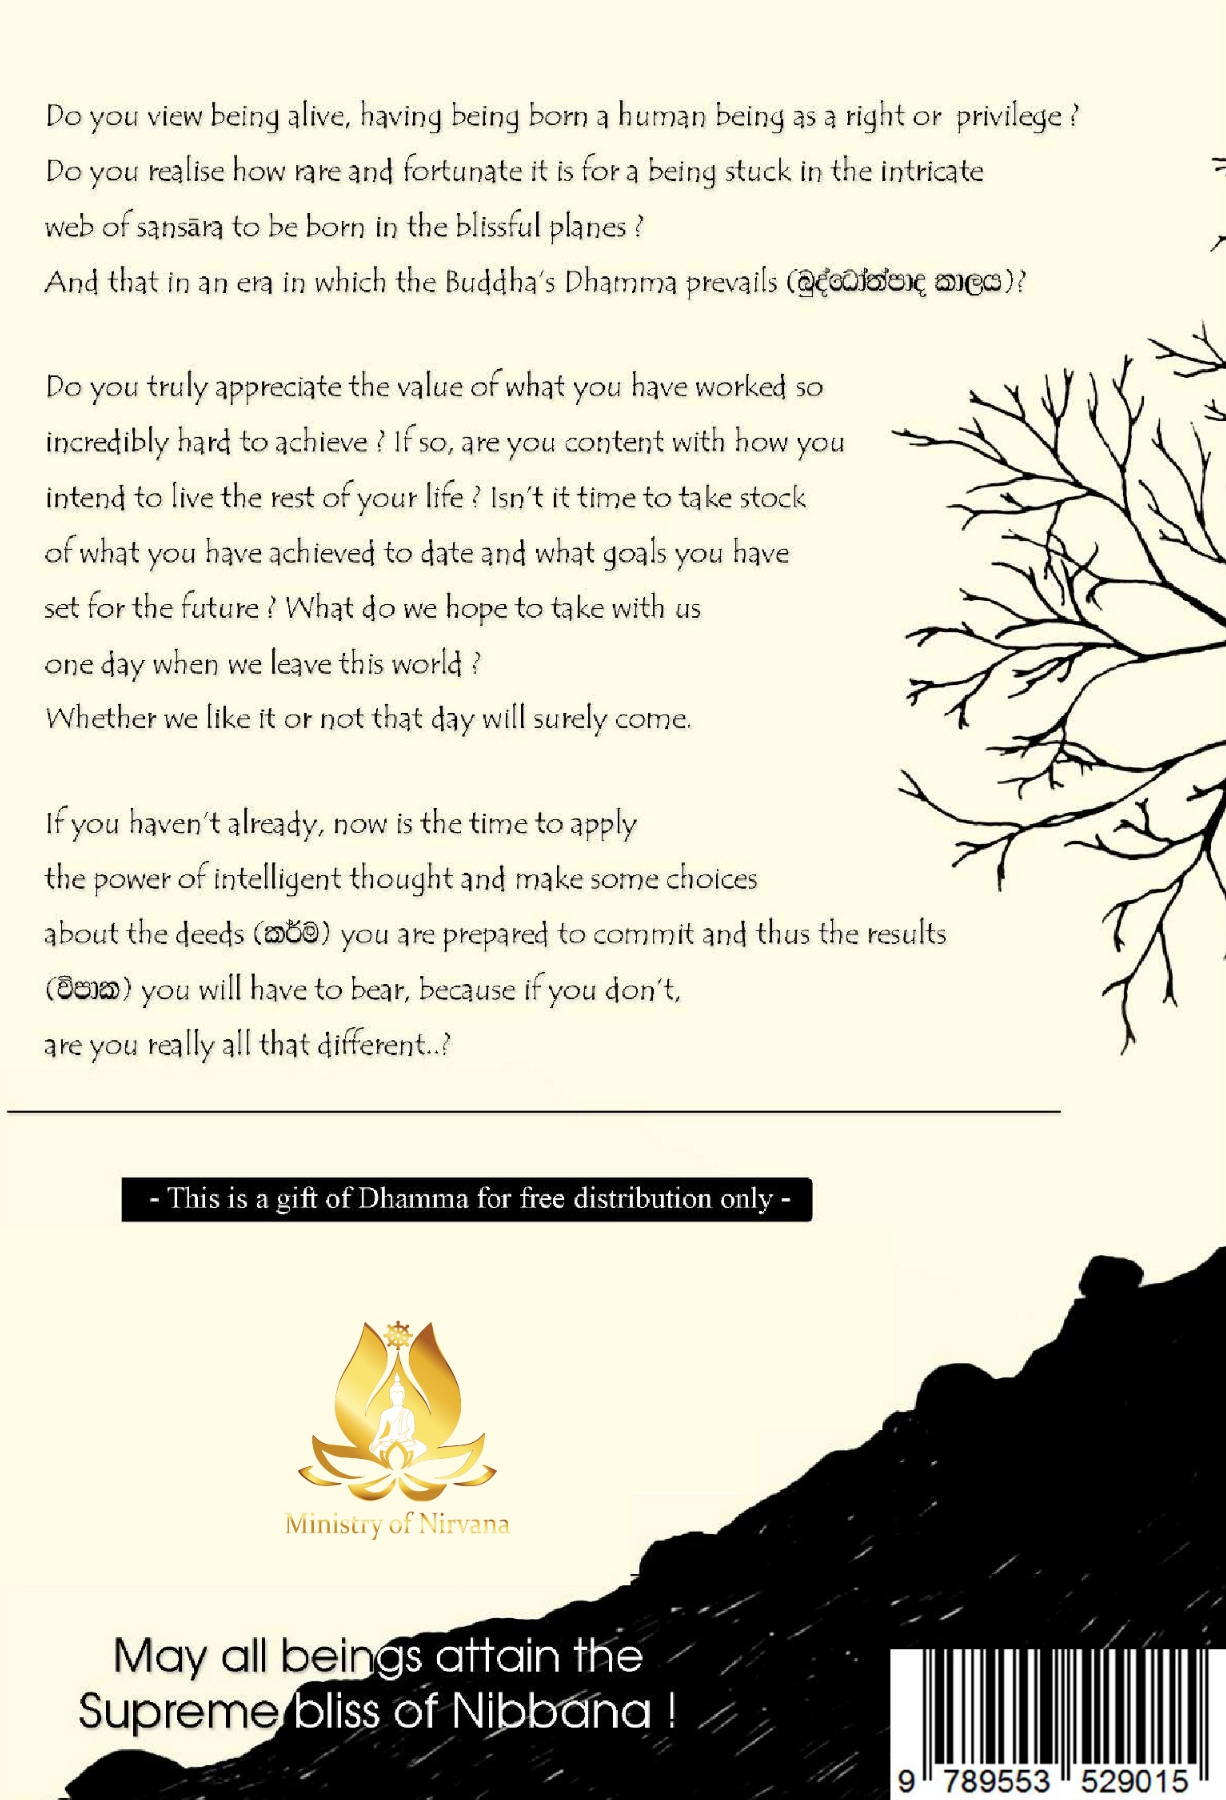 Do you view being alive, having being born a human being as a right or privilege ?
Do you realise how rare and fortunate it is for a being stuck in the intricate
web of sansāra to be born in the blissful planes ?
And that in an era in which the Buddha's Dhamma prevails (බුද්ධෝත්පාද කාලය)?
Do you truly appreciate the value of what you have worked so
incredibly hard to achieve ? If so, are you content with how you
intend to live the rest of your life ? Isn't it time to take stock
of what you have achieved to date and what goals you have
set for the future ? What do we hope to take with us
one day when we leave this world ?
Whether we like it or not that day will surely come.
If you haven't already, now is the time to apply
the power of intelligent thought and make some choices
about the deeds (කර්ම) you are prepared to commit and thus the results
(විපාක) you will have to bear, because if you don't,
are you really all that different..?
- This is a gift of Dhamma for free distribution only -
Ministry of Nirvana
May all beings attain the
Supreme bliss of Nibbana !
9 789553 529015